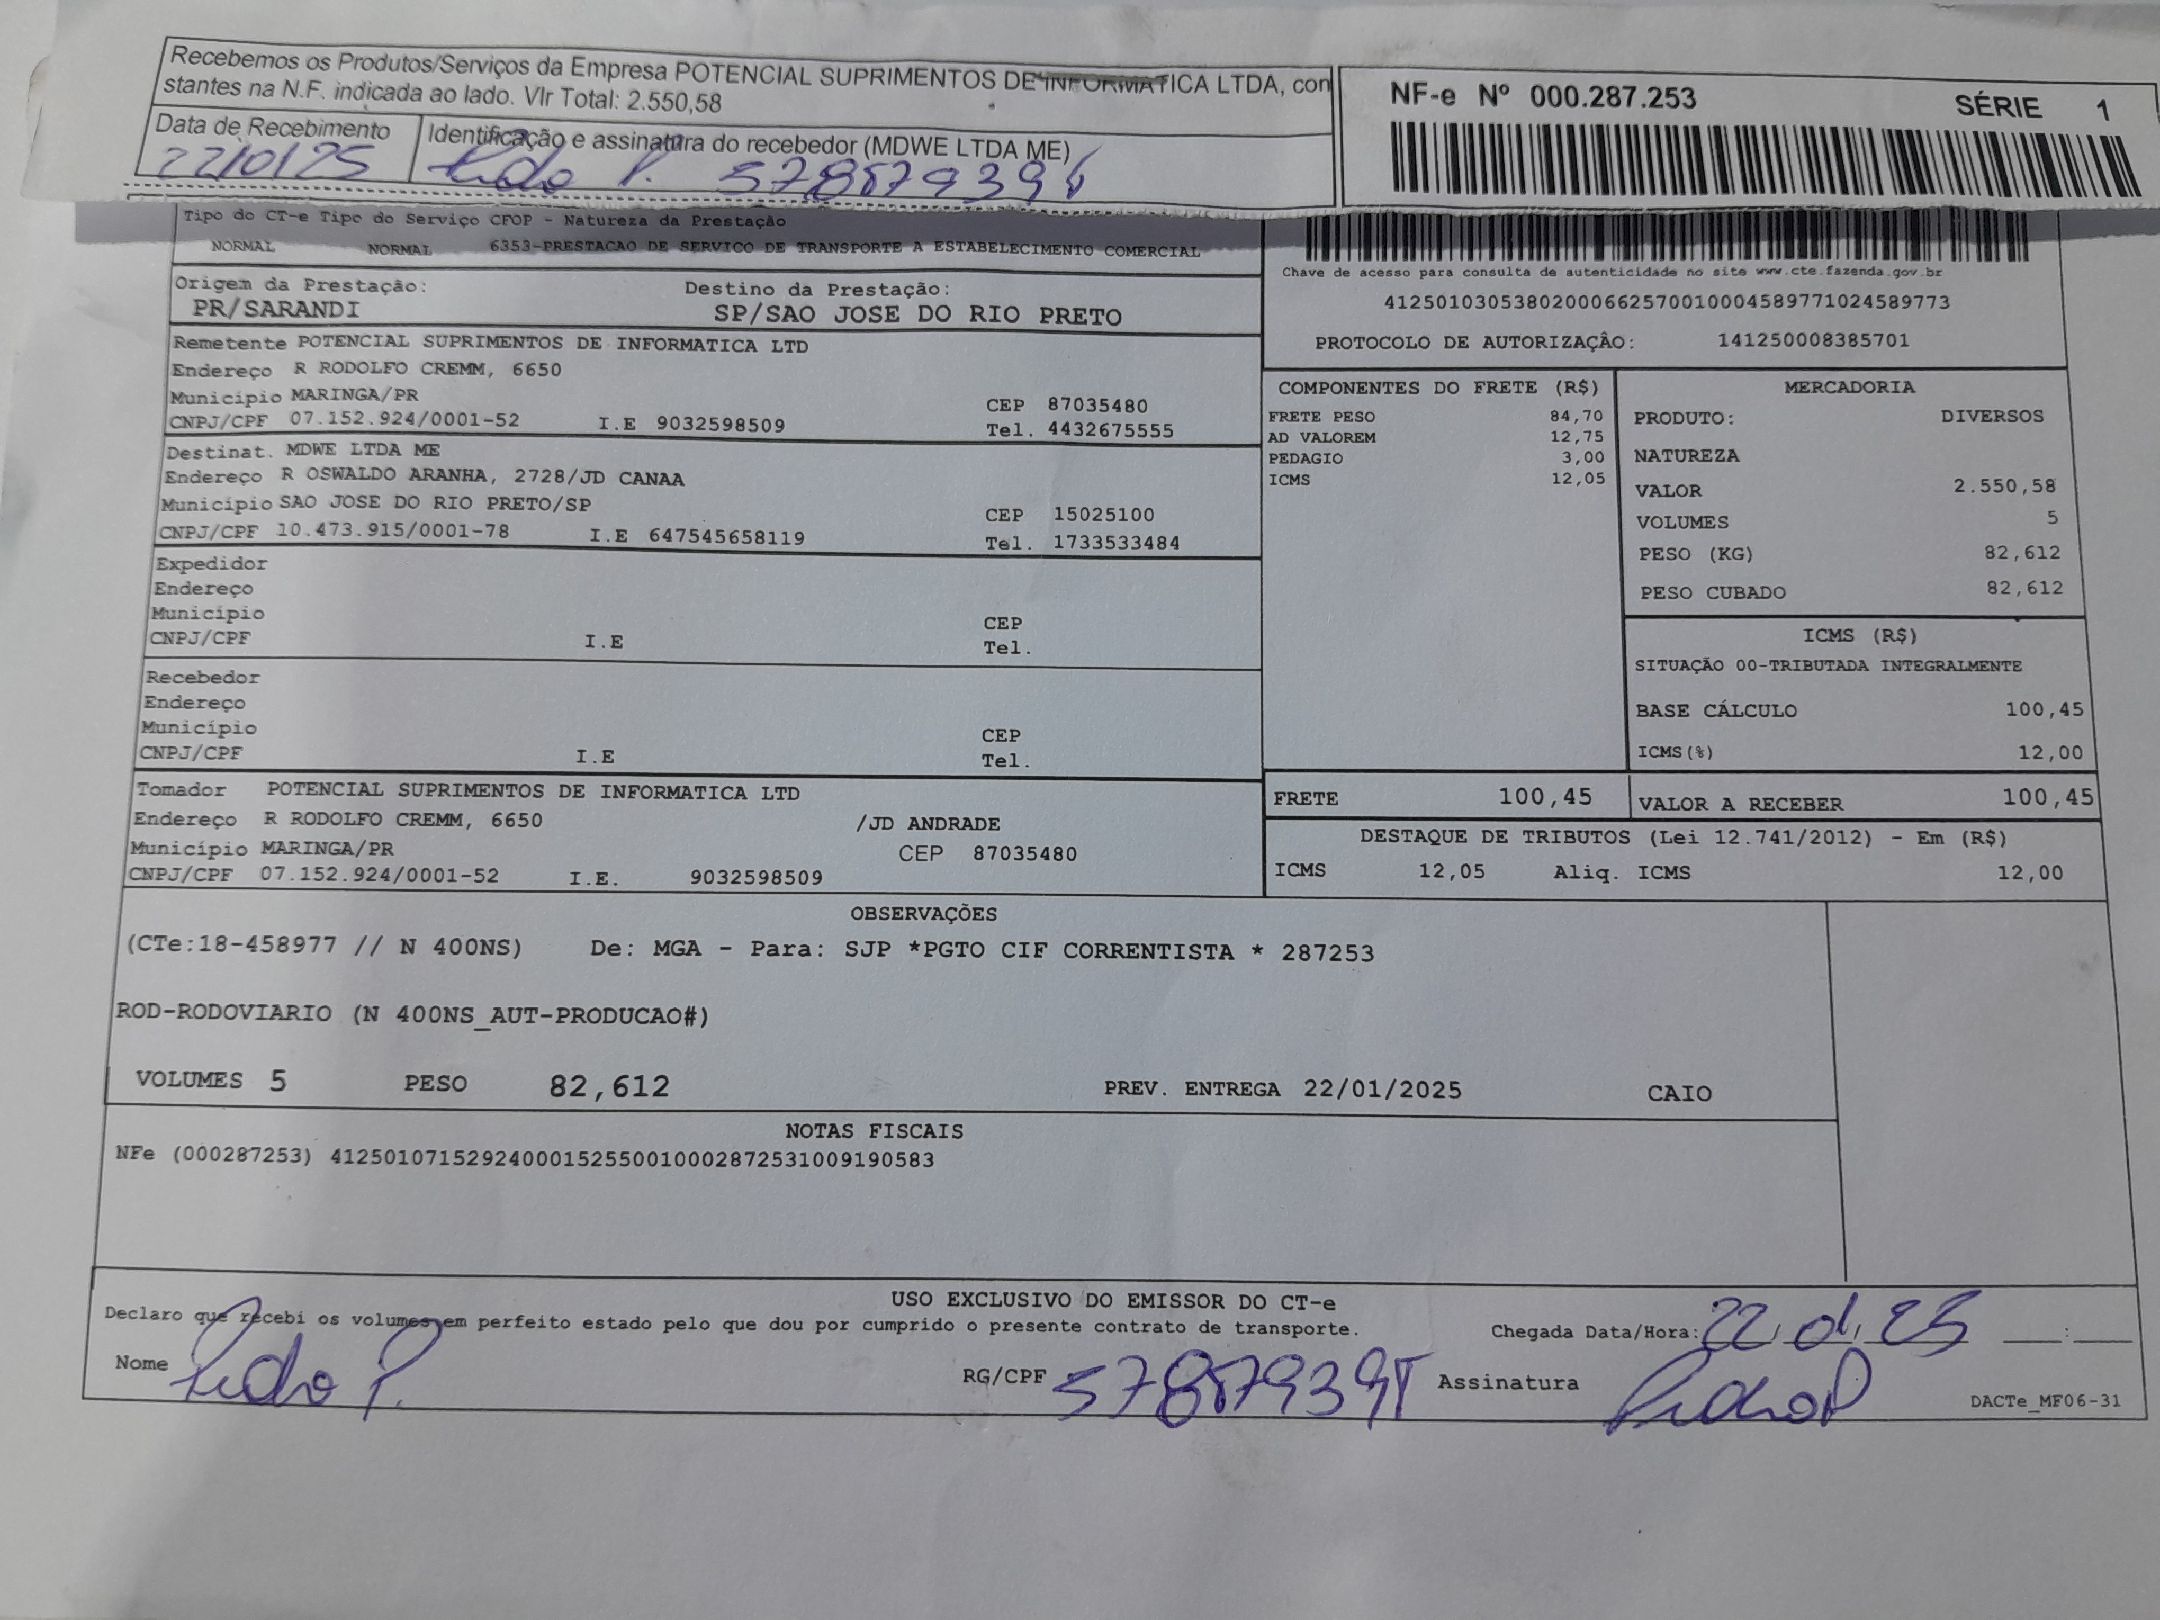 Recebemos os Produtos/Serviços da Empresa POTENCIAL SUPRIMENTOS DE INFORMATICA LTDA, con
stantes na N.F. indicada ao lado. Vlr Total: 2.550,58
Data de Recebimento
22/01/25
Identificação e assinatura do recebedor (MDWE LTDA ME)
Pedro P.
NF-e Nº 000.287.253 SÉRIE 1
Tipo do CT-e Tipo do Serviço CFOP - Natureza da Prestação
NORMAL NORMAL 6353-PRESTACAO DE SERVICO DE TRANSPORTE A ESTABELECIMENTO COMERCIAL
Chave de acesso para consulta de autenticidade no site www.cte.fazenda.gov.br
41250103053802000662570010004589771024589773
PROTOCOLO DE AUTORIZAÇÂO: 141250008385701
Origem da Prestação: Destino da Prestação:
PR/SARANDI SP/SAO JOSE DO RIO PRETO
Remetente POTENCIAL SUPRIMENTOS DE INFORMATICA LTD
Endereço R RODOLFO CREMM, 6650
Município MARINGA/PR CEP 87035480
CNPJ/CPF 07.152.924/0001-52 I.E 9032598509 Tel. 4432675555
Destinat. MDWE LTDA ME
Endereço R OSWALDO ARANHA, 2728/JD CANAA
Município SAO JOSE DO RIO PRETO/SP CEP 15025100
CNPJ/CPF 10.473.915/0001-78 I.E 647545658119 Tel. 1733533484
Expedidor
Endereço
Município CEP
CNPJ/CPF I.E Tel.
Recebedor
Endereço
Município CEP
CNPJ/CPF I.E Tel.
Tomador POTENCIAL SUPRIMENTOS DE INFORMATICA LTD
Endereço R RODOLFO CREMM, 6650 /JD ANDRADE
Município MARINGA/PR CEP 87035480
CNPJ/CPF 07.152.924/0001-52 I.E. 9032598509
COMPONENTES DO FRETE (R$)
FRETE PESO 84,70
AD VALOREM 12,75
PEDAGIO 3,00
ICMS 12,05
MERCADORIA
PRODUTO: DIVERSOS
NATUREZA
VALOR 2.550,58
VOLUMES 5
PESO (KG) 82,612
PESO CUBADO 82,612
ICMS (R$)
SITUAÇÃO 00-TRIBUTADA INTEGRALMENTE
BASE CÁLCULO 100,45
ICMS(%) 12,00
FRETE 100,45 VALOR A RECEBER 100,45
DESTAQUE DE TRIBUTOS (Lei 12.741/2012) - Em (R$)
ICMS 12,05 Aliq. ICMS 12,00
OBSERVAÇÕES
(CTe:18-458977 // N 400NS) De: MGA - Para: SJP *PGTO CIF CORRENTISTA * 287253
ROD-RODOVIARIO (N 400NS_AUT-PRODUCAO#)
VOLUMES 5 PESO 82,612 PREV. ENTREGA 22/01/2025 CAIO
NOTAS FISCAIS
NFe (000287253) 41250107152924000152550010002872531009190583
USO EXCLUSIVO DO EMISSOR DO CT-e
Declaro que recebi os volumes em perfeito estado pelo que dou por cumprido o presente contrato de transporte. Chegada Data/Hora: 22/01/25 ___:___
Nome Pedro P. RG/CPF Assinatura Pedro P
DACTe_MF06-31